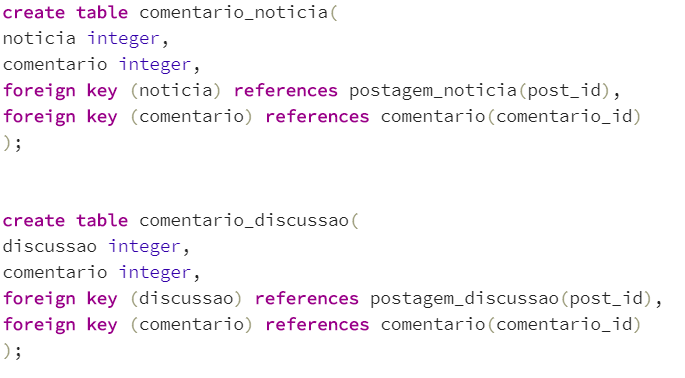 create table comentario_noticia(
noticia integer,
comentario integer,
foreign key (noticia) references postagem_noticia(post_id),
foreign key (comentario) references comentario(comentario_id)
);
create table comentario_discussao(
discussao integer,
comentario integer,
foreign key (discussao) references postagem_discussao(post_id),
foreign key (comentario) references comentario(comentario_id)
);